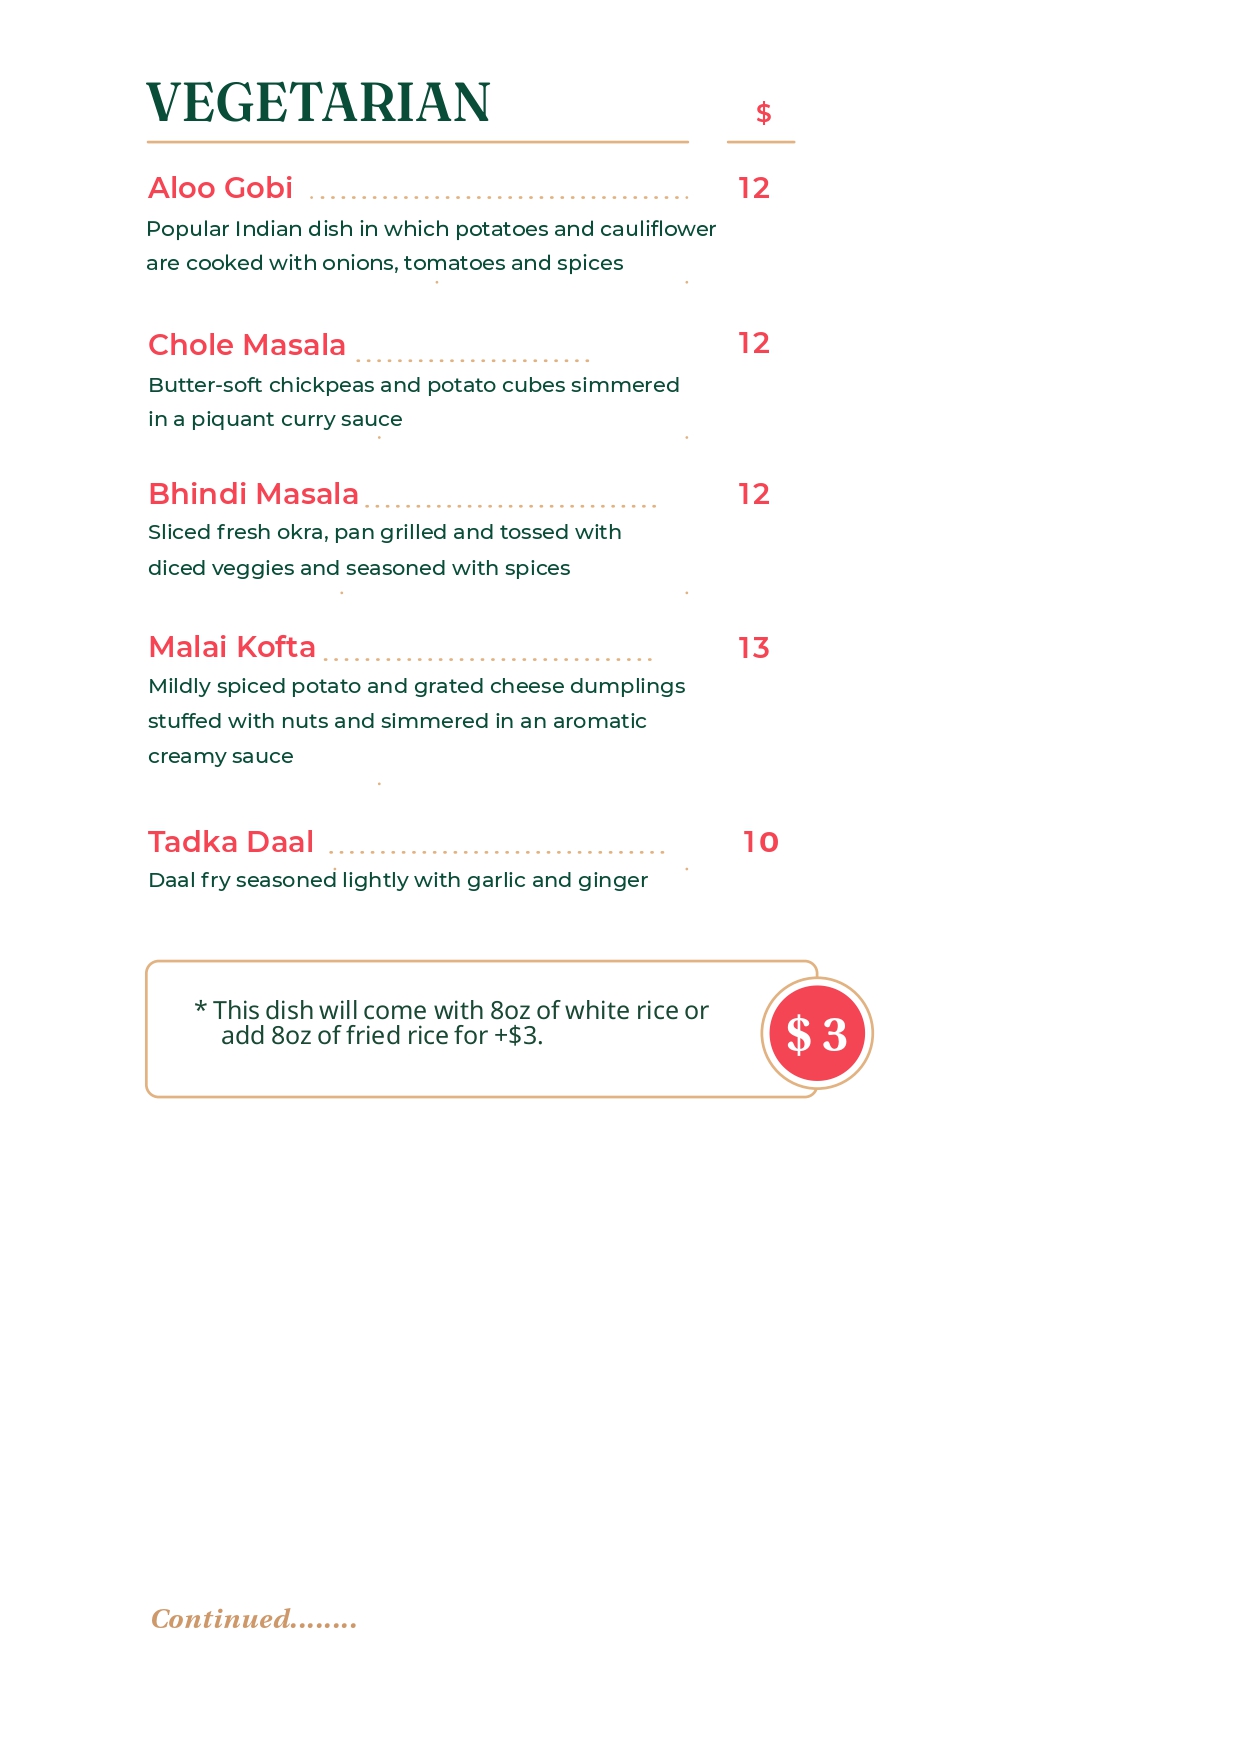 VEGETARIAN $
Aloo Gobi 12
Popular Indian dish in which potatoes and cauliflower
are cooked with onions, tomatoes and spices
Chole Masala 12
Butter-soft chickpeas and potato cubes simmered
in a piquant curry sauce
Bhindi Masala 12
Sliced fresh okra, pan grilled and tossed with
diced veggies and seasoned with spices
Malai Kofta 13
Mildly spiced potato and grated cheese dumplings
stuffed with nuts and simmered in an aromatic
creamy sauce
Tadka Daal 10
Daal fry seasoned lightly with garlic and ginger
* This dish will come with 8oz of white rice or
add 8oz of fried rice for +$3.
$ 3
Continued........